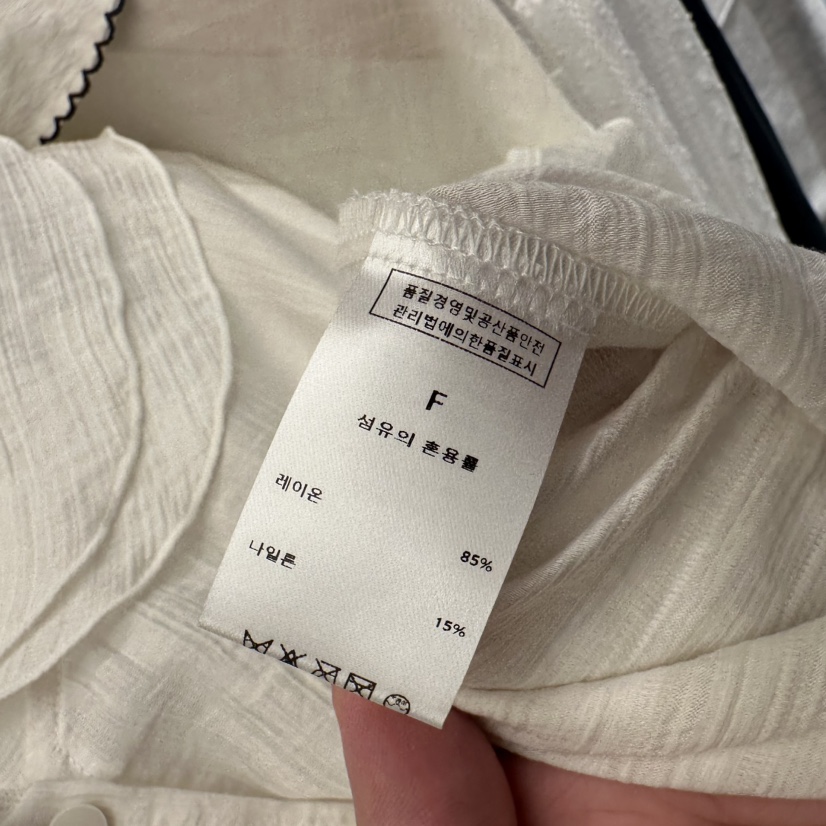 품질경영및공산품안전
관리법에의한품질표시
F
섬유의 혼용률
레이온
85%
나일론
15%